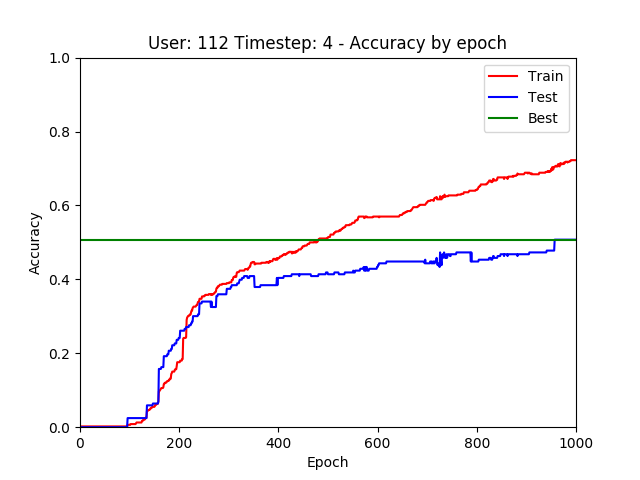 User: 112 Timestep: 4 - Accuracy by epoch
1.0
0.8
0.6
0.4
0.2
0.0
Accuracy
Train
Test
Best
0 200 400 600 800 1000
Epoch